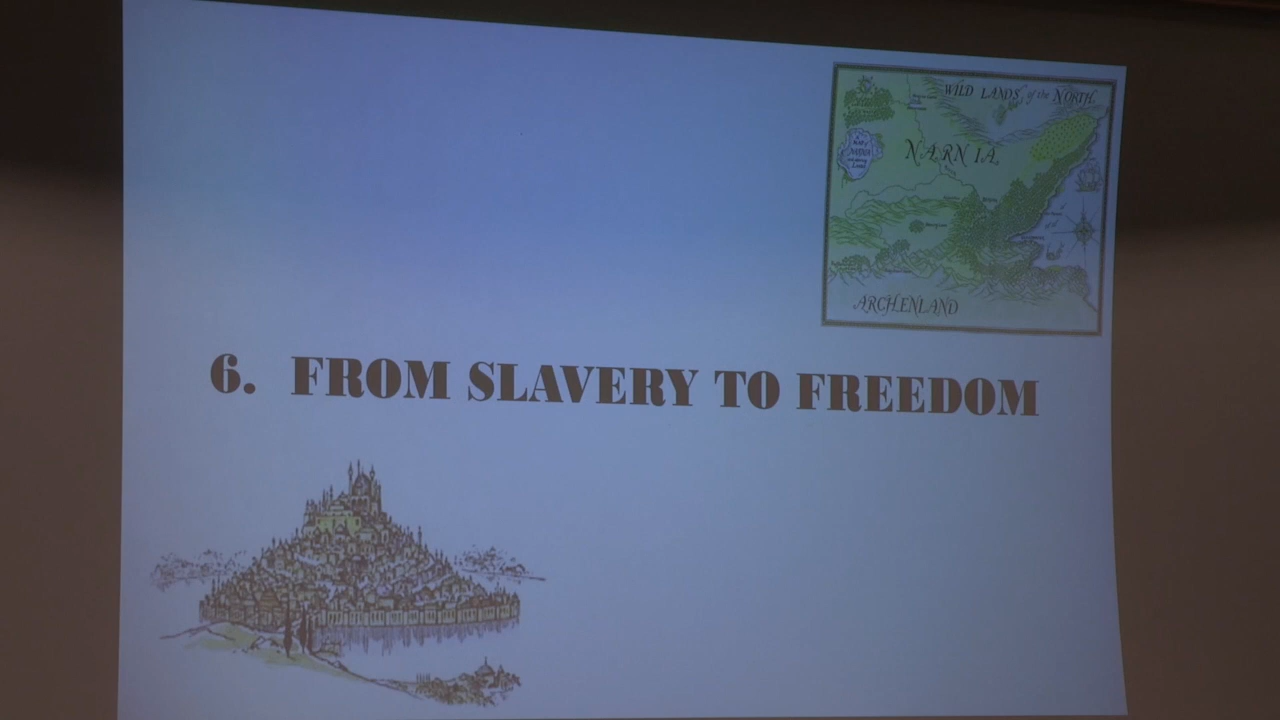 WILD LANDS of the NORTH
NARNIA
ARCHENLAND
6. FROM SLAVERY TO FREEDOM